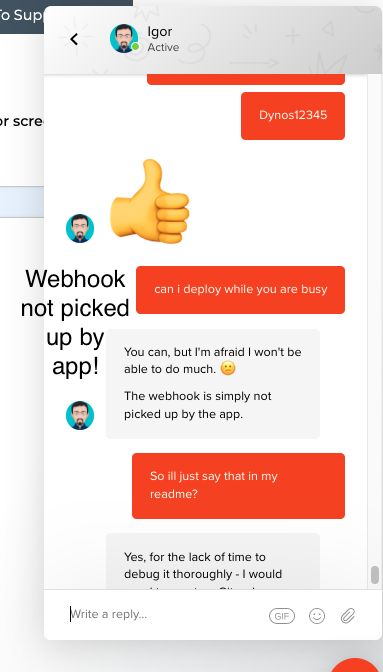 To Supp
Igor
Active
or scre
Dynos12345
can i deploy while you are busy
Webhook
not picked
up by
app!
You can, but I'm afraid I won't be
able to do much. 🙁
The webhook is simply not
picked up by the app.
So ill just say that in my
readme?
Yes, for the lack of time to
debug it thoroughly - I would
Write a reply...
GIF